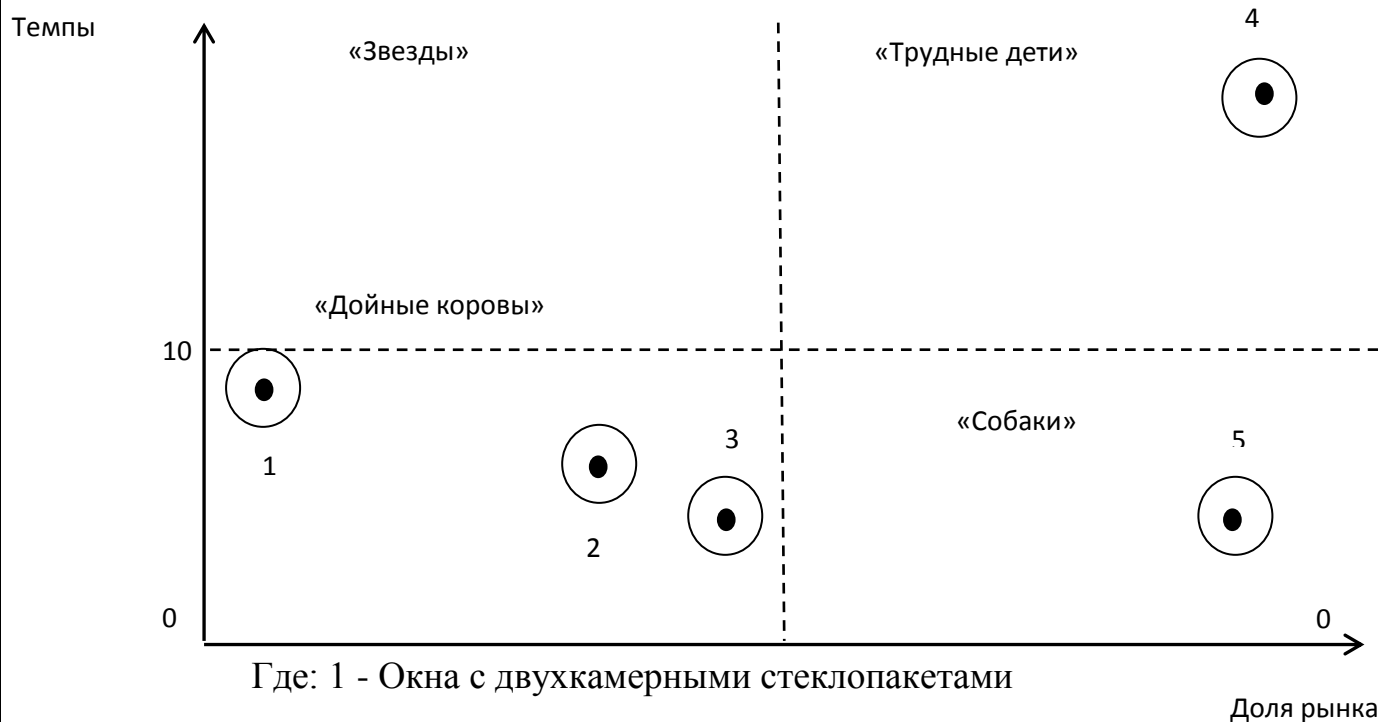 4
Темпы
«Звезды»
«Трудные дети»
«Дойные коровы»
10
«Собаки»
3
5
1
2
0
0
Где: 1 - Окна с двухкамерными стеклопакетами
Доля рынка